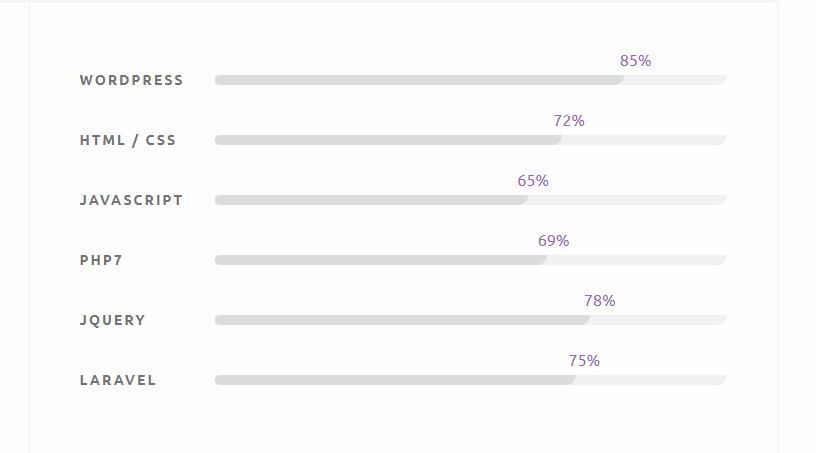 85%
WORDPRESS
72%
HTML / CSS
65%
JAVASCRIPT
69%
PHP7
78%
JQUERY
75%
LARAVEL